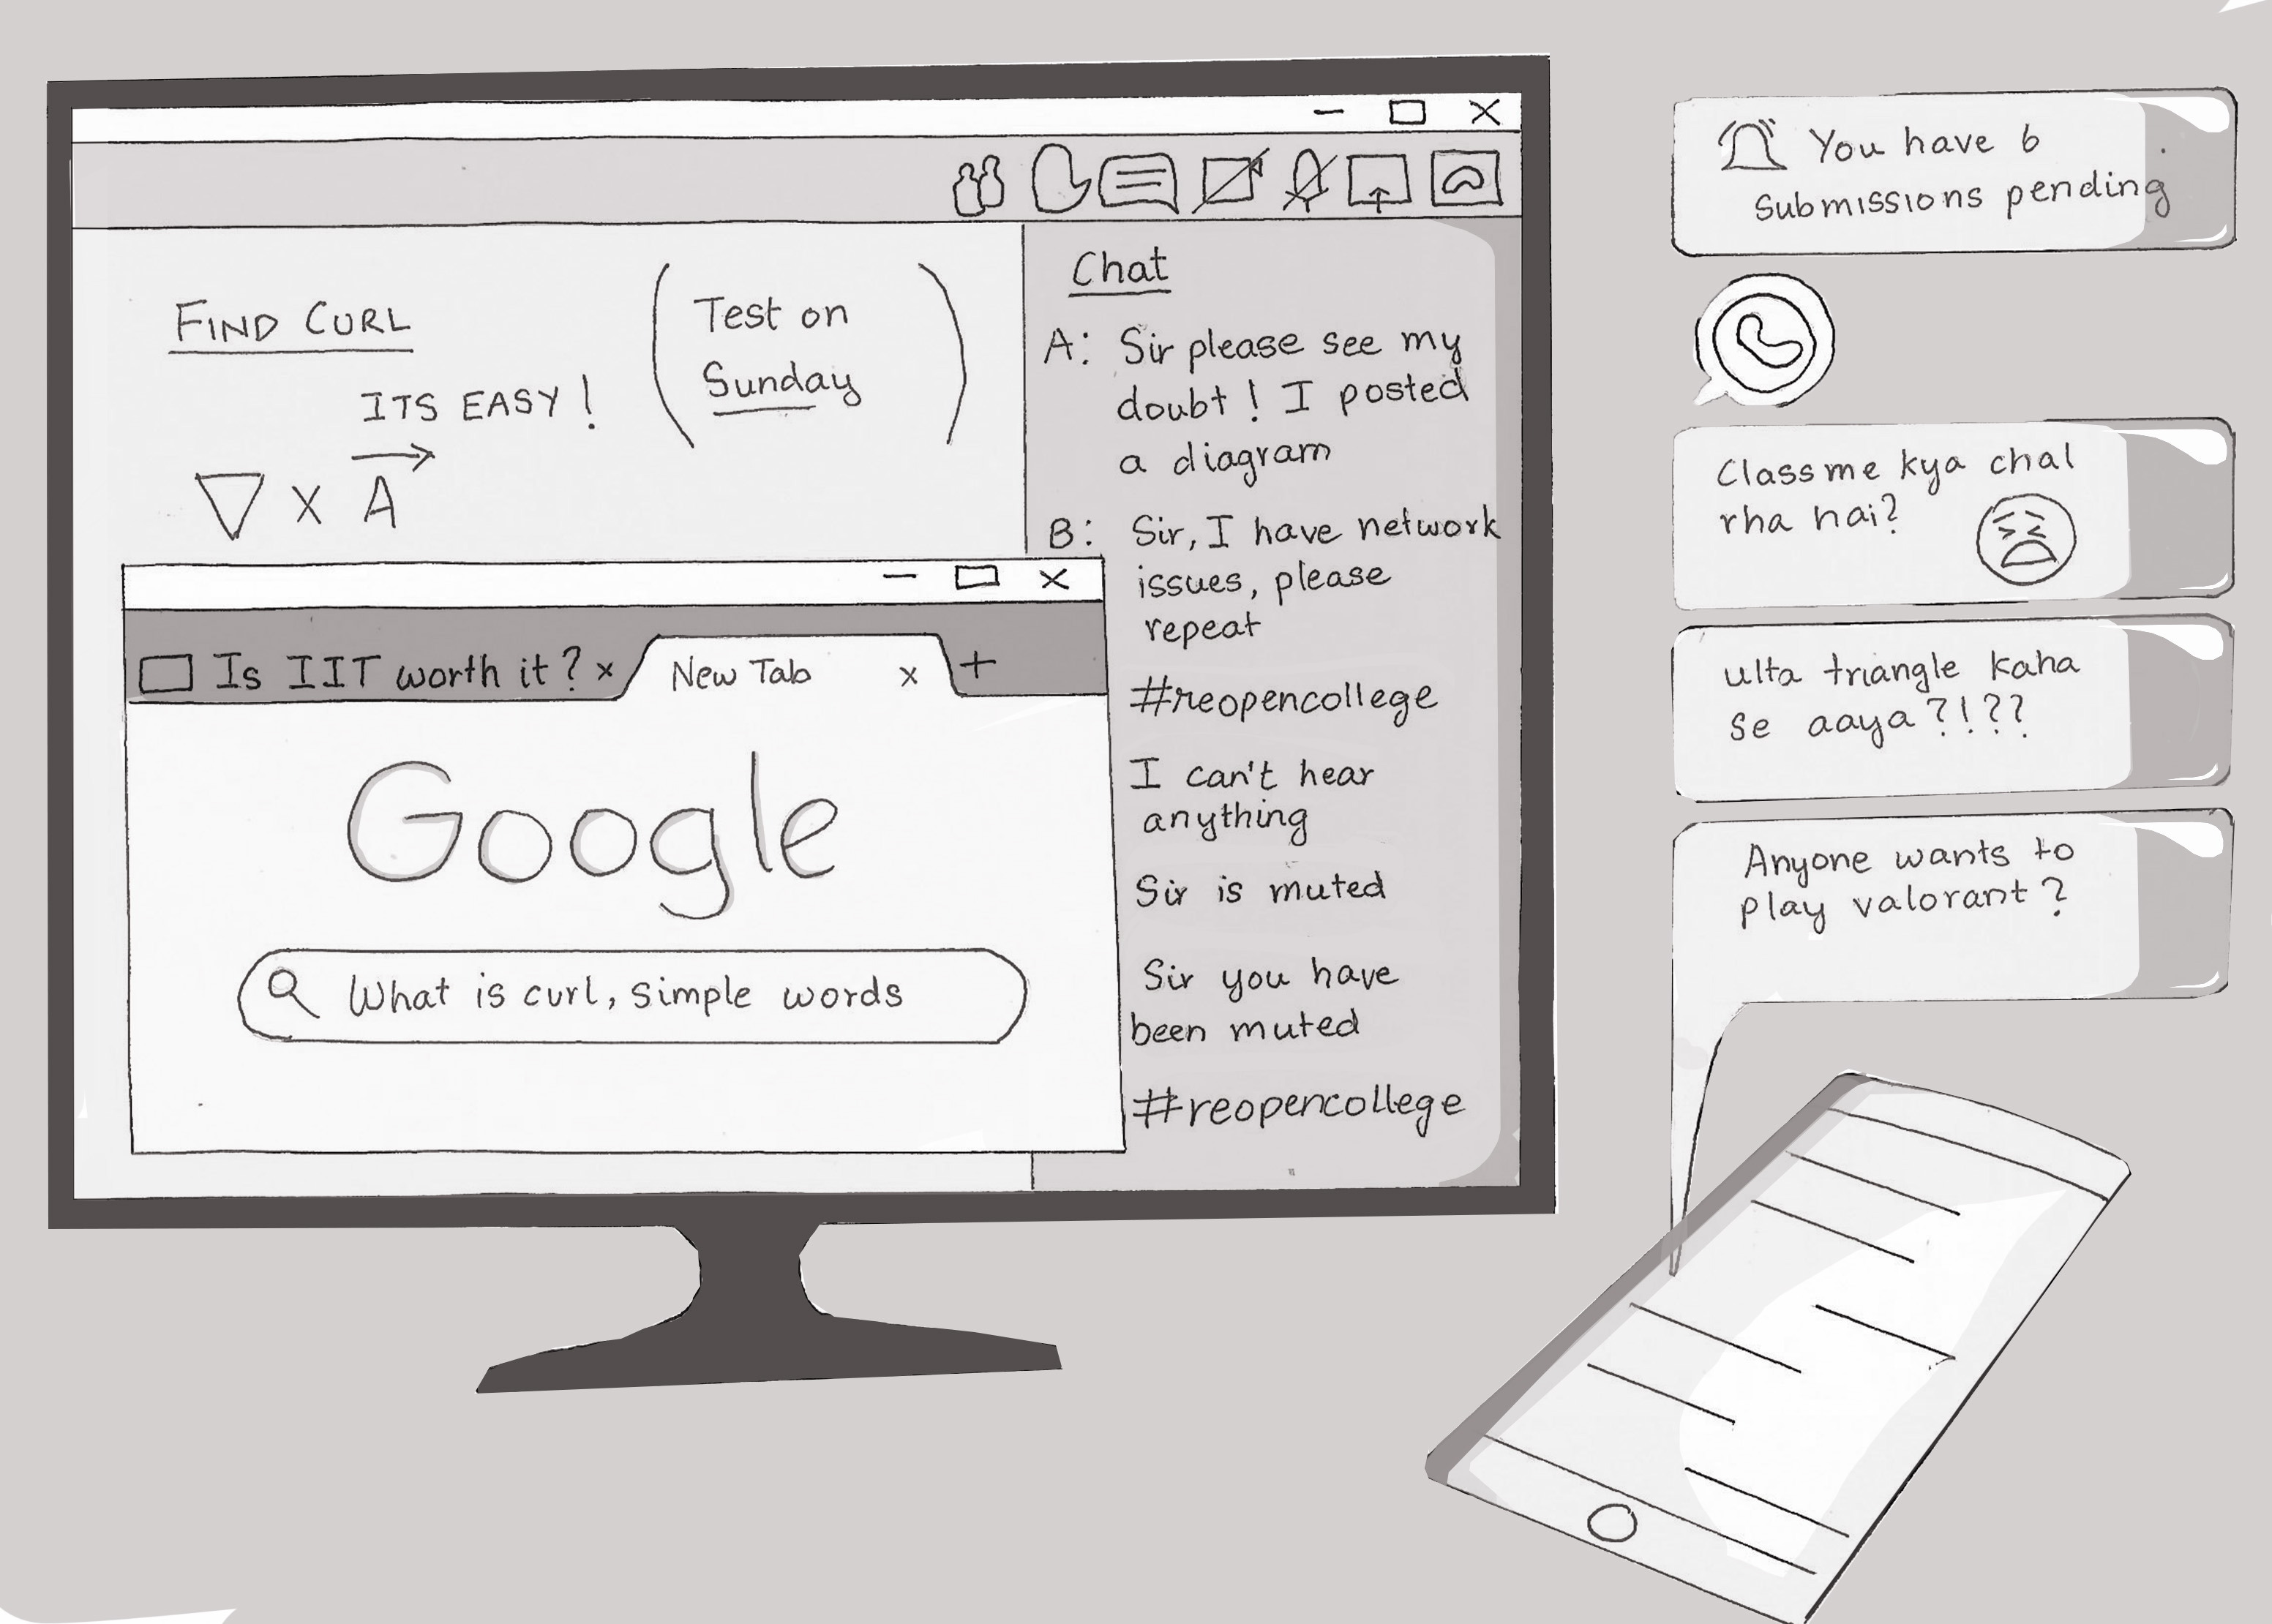 FIND CURL
ITS EASY!
Test on
Sunday
▽ × A
Chat
A: Sir please see my
doubt! I posted
a diagram
B: Sir, I have network
issues, please
repeat
#reopencollege
I can't hear
anything
Sir is muted
Sir you have
been muted
#reopencollege
Is IIT worth it? x
New Tab x +
Google
What is curl, simple words
You have 6
submissions pending
Class me kya chal
rha hai?
ulta triangle kaha
se aaya?!??
Anyone wants to
play valorant?